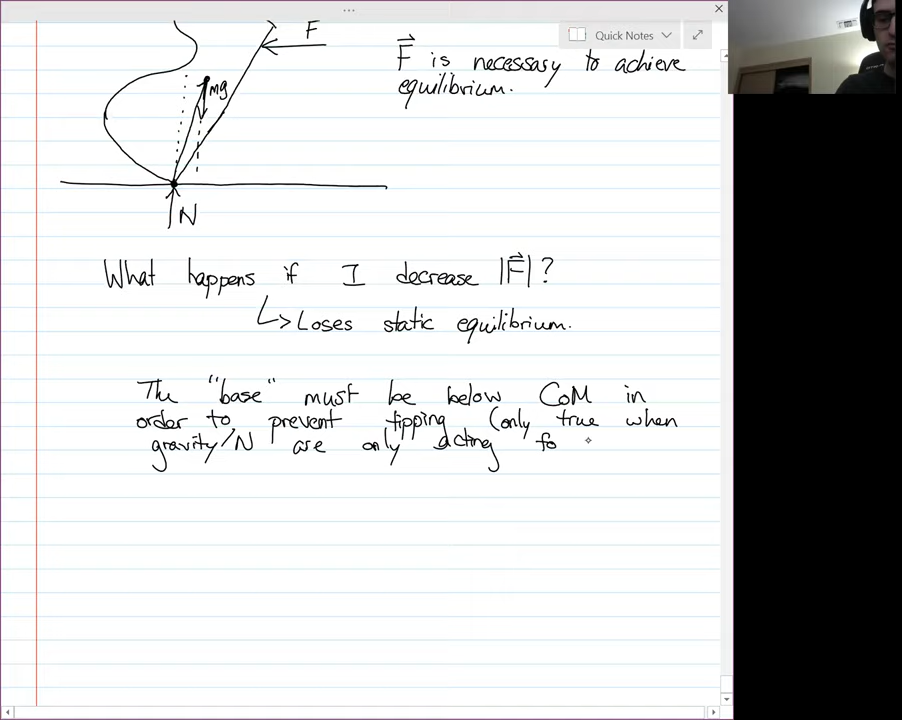 Quick Notes
F
F is necessary to achieve
equilibrium.
mg
N
What happens if I decrease |F|?
Loses static equilibrium.
The "base" must be below CoM in
order to prevent tipping (only true when
gravity/N are only acting fo